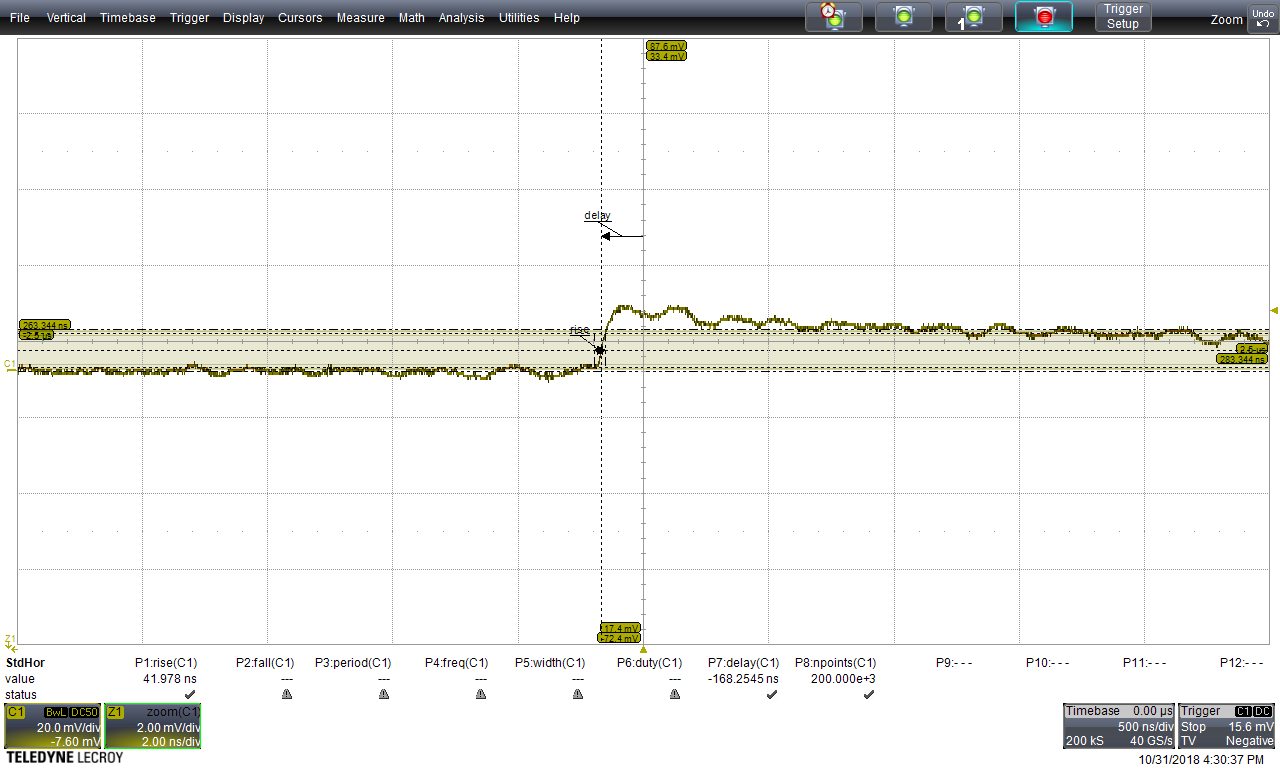 File Vertical Timebase Trigger Display Cursors Measure Math Analysis Utilities Help
1
Trigger
Setup
Zoom
Undo
87.6 mV
33.4 mV
delay
263.344 ns
-2.5 µs
rise
C1
2.5 µs
283.344 ns
17.4 mV
-72.4 mV
Z1
StdHor P1:rise(C1) P2:fall(C1) P3:period(C1) P4:freq(C1) P5:width(C1) P6:duty(C1) P7:delay(C1) P8:npoints(C1) P9:- - - P10:- - - P11:- - - P12:- - -
value 41.978 ns --- --- --- --- --- -168.2545 ns 200.000e+3
status
C1 BwL DC50
20.0 mV/div
-7.60 mV
Z1 zoom(C1)
2.00 mV/div
2.00 ns/div
Timebase 0.00 µs
500 ns/div
200 kS 40 GS/s
Trigger C1 DC
Stop 15.6 mV
TV Negative
TELEDYNE LECROY
10/31/2018 4:30:37 PM